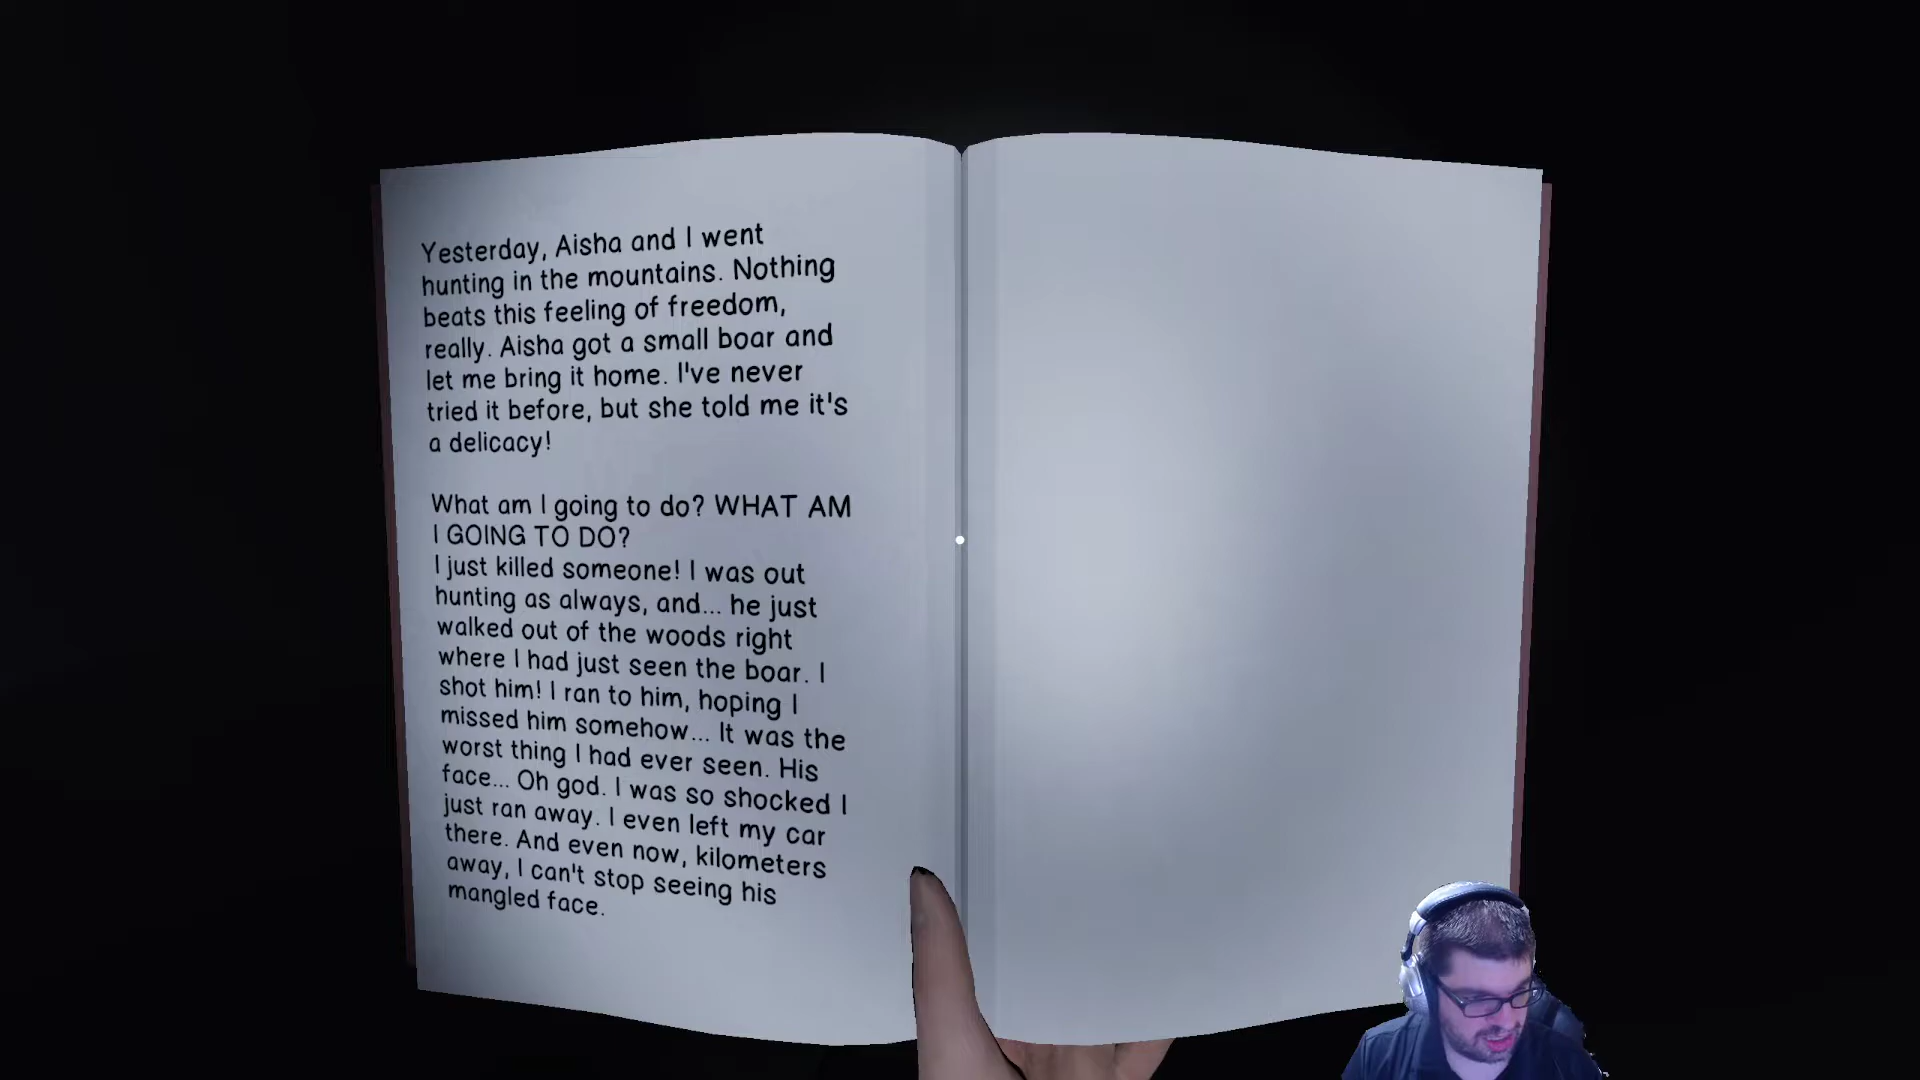 Yesterday, Aisha and I went
hunting in the mountains. Nothing
beats this feeling of freedom,
really. Aisha got a small boar and
let me bring it home. I've never
tried it before, but she told me it's
a delicacy!
What am I going to do? WHAT AM
I GOING TO DO?
I just killed someone! I was out
hunting as always, and... he just
walked out of the woods right
where I had just seen the boar. I
shot him! I ran to him, hoping I
missed him somehow... It was the
worst thing I had ever seen. His
face... Oh god. I was so shocked I
just ran away. I even left my car
there. And even now, kilometers
away, I can't stop seeing his
mangled face.